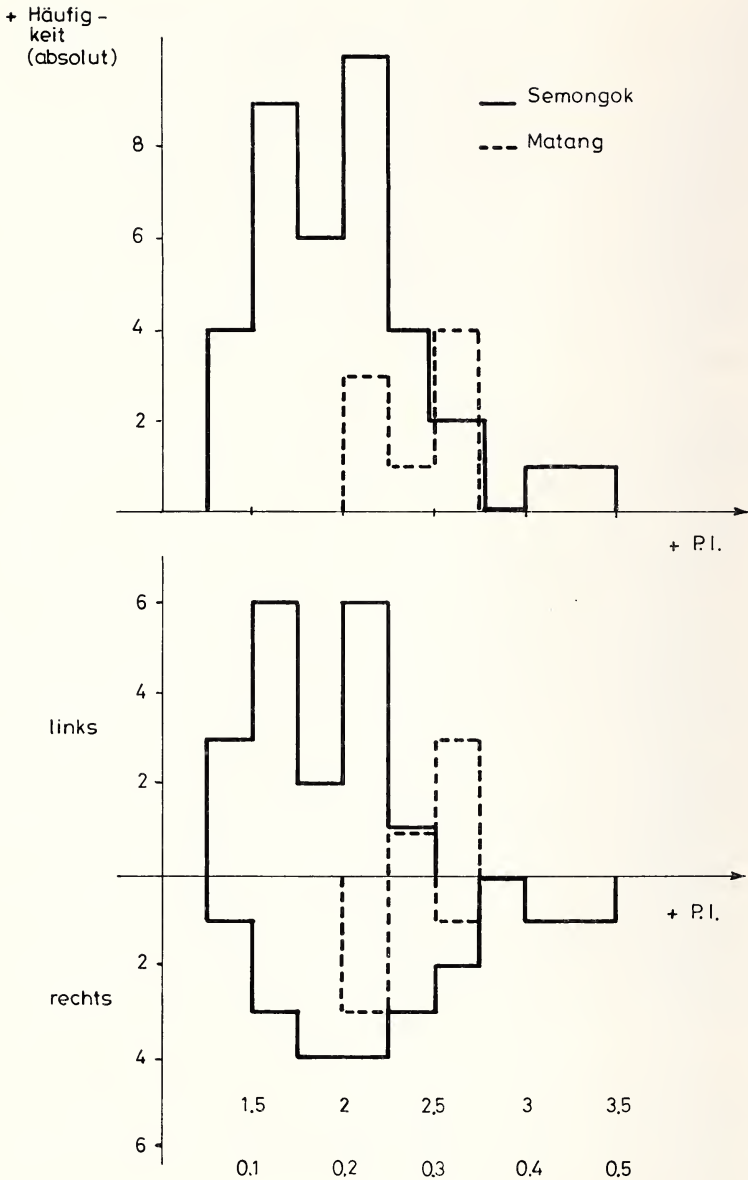 + Häufig-
keit
(absolut)
Semongok
Matang
8
6
4
2
+ P.I.
6
4
2
links
+ P.I.
2
rechts
4
1.5 2 2,5 3 3.5
6
0.1 0,2 0,3 0.4 0.5